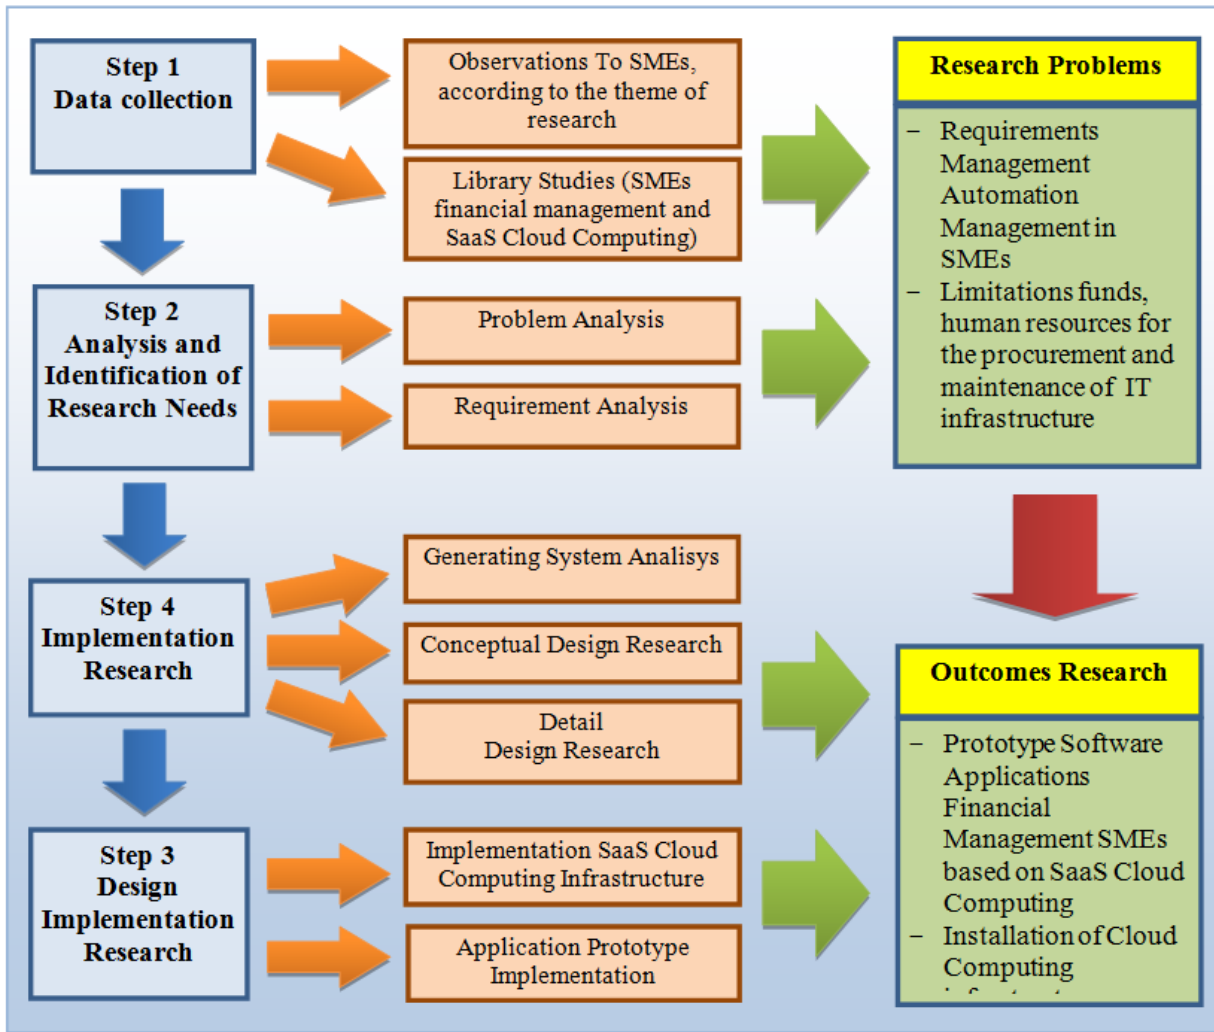 Step 1
Data collection
Observations To SMEs,
according to the theme of
research
Library Studies (SMEs
financial management and
SaaS Cloud Computing)
Research Problems
– Requirements
Management
Automation
Management in
SMEs
– Limitations funds,
human resources for
the procurement and
maintenance of IT
infrastructure
Step 2
Analysis and
Identification of
Research Needs
Problem Analysis
Requirement Analysis
Step 4
Implementation
Research
Generating System Analisys
Conceptual Design Research
Detail
Design Research
Outcomes Research
– Prototype Software
Applications
Financial
Management SMEs
based on SaaS Cloud
Computing
– Installation of Cloud
Computing
Step 3
Design
Implementation
Research
Implementation SaaS Cloud
Computing Infrastructure
Application Prototype
Implementation